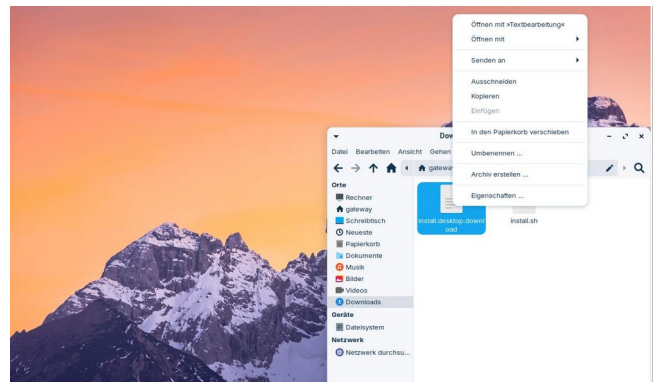 Öffnen mit »Textbearbeitung«
Öffnen mit
Senden an
Ausschneiden
Kopieren
Einfügen
In den Papierkorb verschieben
Umbenennen ...
Archiv erstellen ...
Eigenschaften ...
Datei Bearbeiten Ansicht Gehen
Orte
Rechner
gateway
Schreibtisch
Neueste
Papierkorb
Dokumente
Musik
Bilder
Videos
Downloads
Geräte
Dateisystem
Netzwerk
Netzwerk durchsu...
install.desktop.downl
oad
install.sh